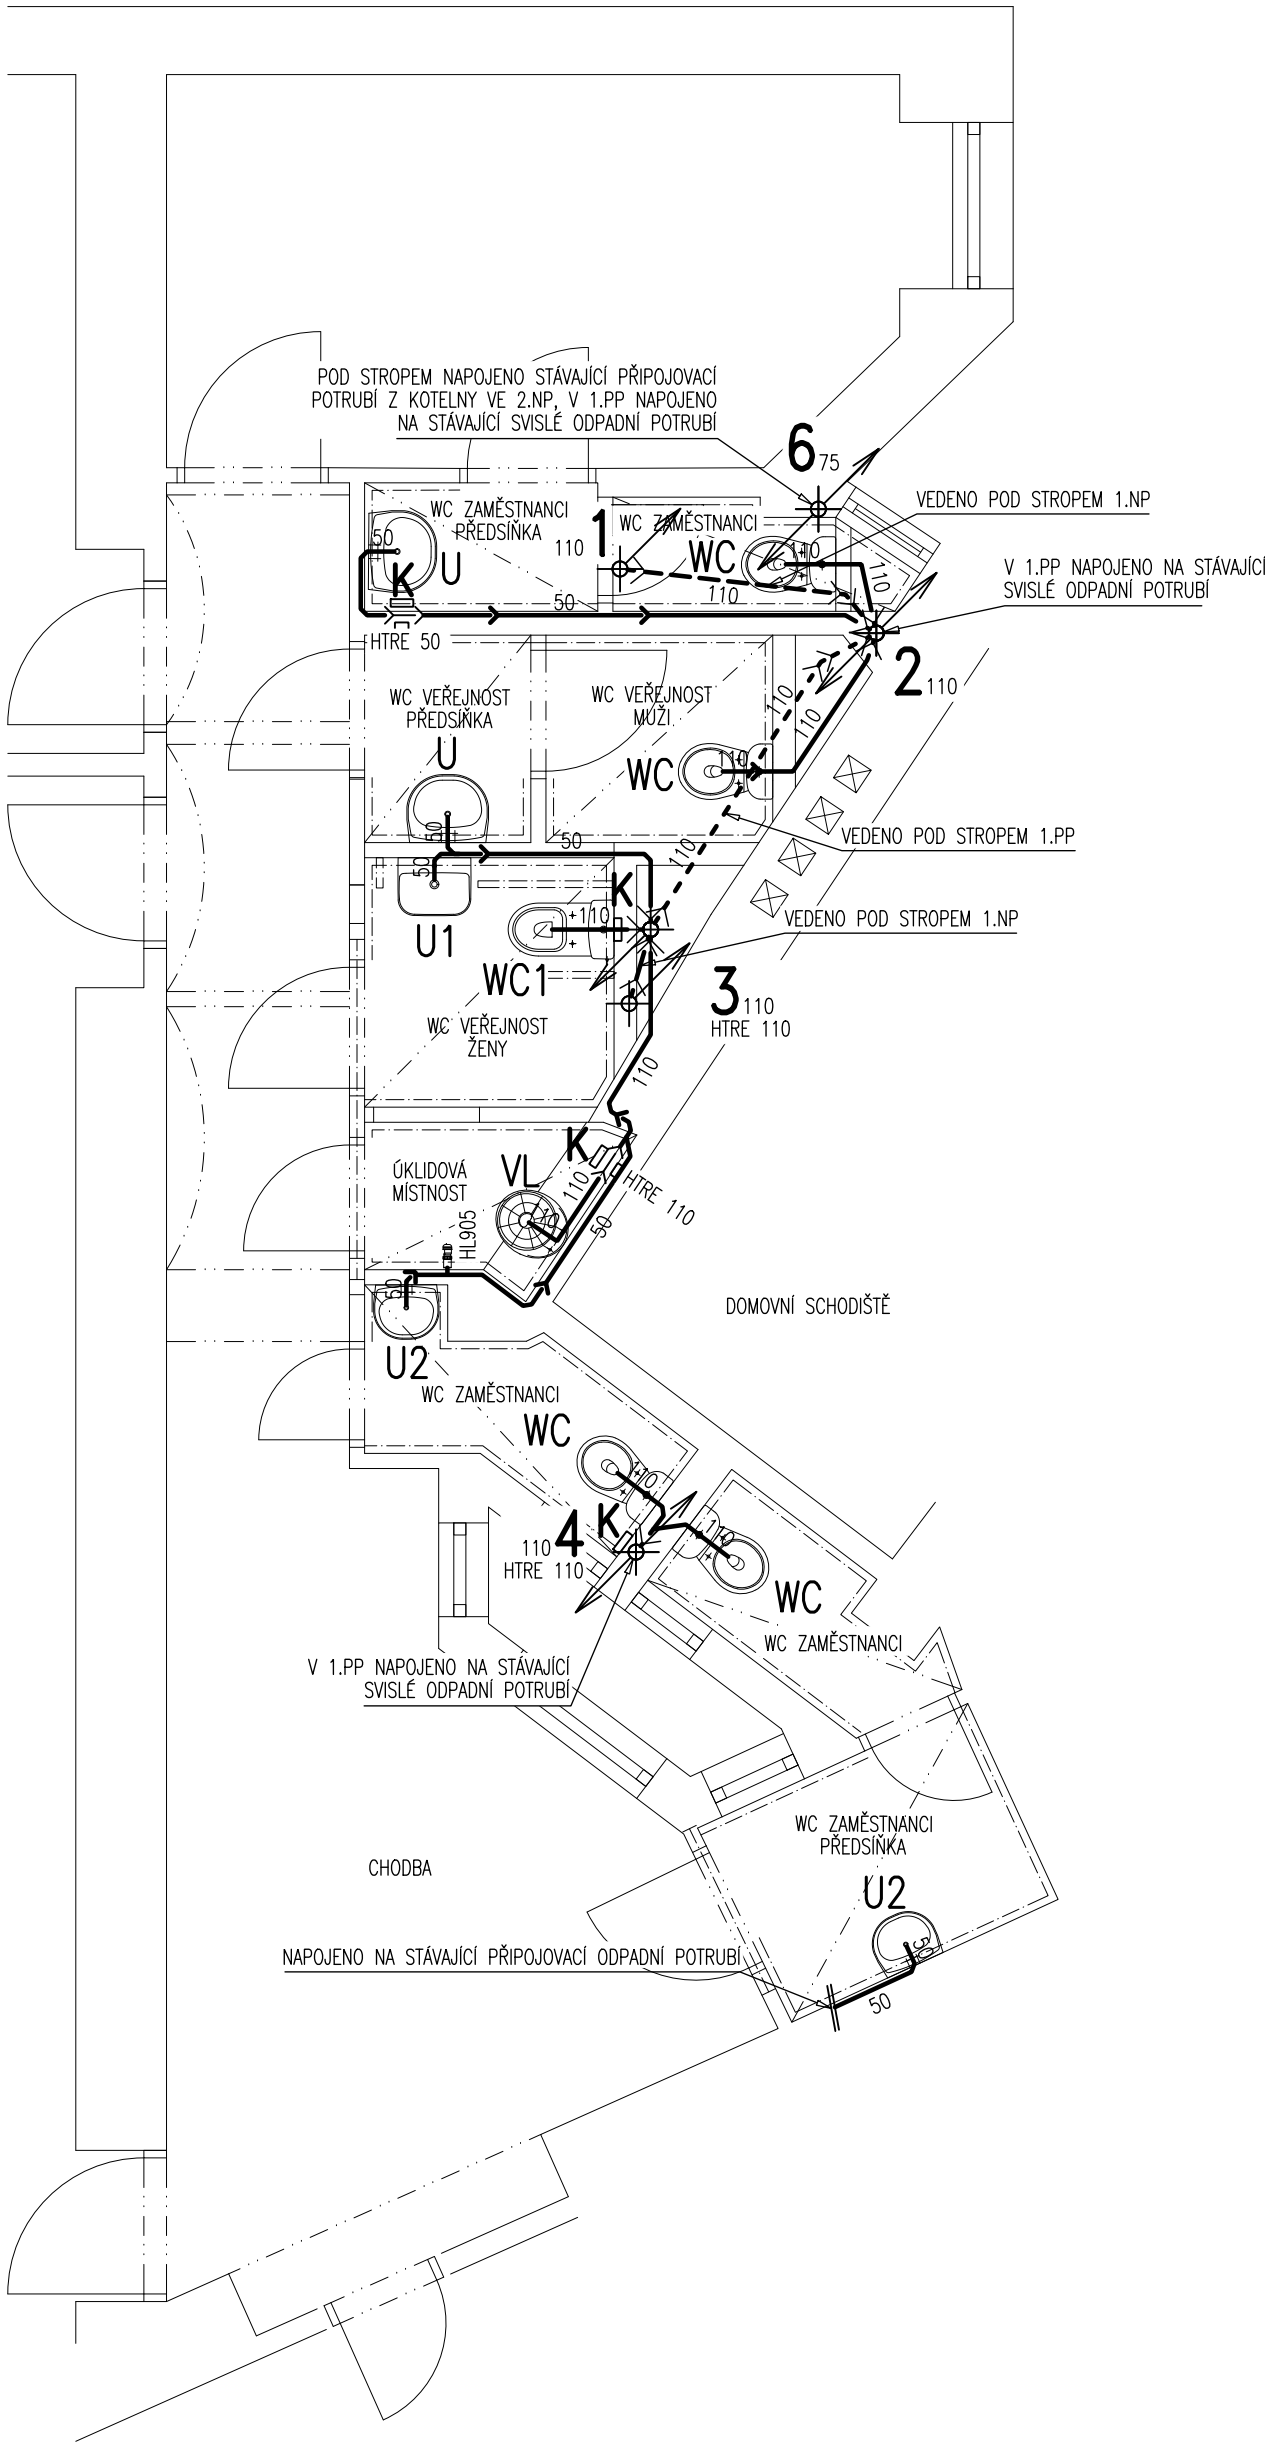 POD STROPEM NAPOJENO STÁVAJÍCÍ PŘIPOJOVACÍ
POTRUBÍ Z KOTELNY VE 2.NP, V 1.PP NAPOJENO
NA STÁVAJÍCÍ SVISLÉ ODPADNÍ POTRUBÍ
6 75
VEDENO POD STROPEM 1.NP
WC ZAMĚSTNANCI
PŘEDSÍŇKA
1
110
WC ZAMĚSTNANCI
WC
110
50
U
K
110
110
50
HTRE 50
V 1.PP NAPOJENO NA STÁVAJÍCÍ
SVISLÉ ODPADNÍ POTRUBÍ
2 110
WC VEŘEJNOST
PŘEDSÍŇKA
U
WC VEŘEJNOST
MUŽI
WC
110
110
110
50
50
50
110
VEDENO POD STROPEM 1.PP
K
110
U1
WC1
VEDENO POD STROPEM 1.NP
3 110
HTRE 110
WC VEŘEJNOST
ŽENY
110
K
ÚKLIDOVÁ
MÍSTNOST
VL
110
110
HTRE 110
HL905
50
50
DOMOVNÍ SCHODIŠTĚ
U2
WC ZAMĚSTNANCI
WC
110
K
110 4
HTRE 110
110
WC
WC ZAMĚSTNANCI
V 1.PP NAPOJENO NA STÁVAJÍCÍ
SVISLÉ ODPADNÍ POTRUBÍ
WC ZAMĚSTNANCI
PŘEDSÍŇKA
CHODBA
U2
50
NAPOJENO NA STÁVAJÍCÍ PŘIPOJOVACÍ ODPADNÍ POTRUBÍ
50